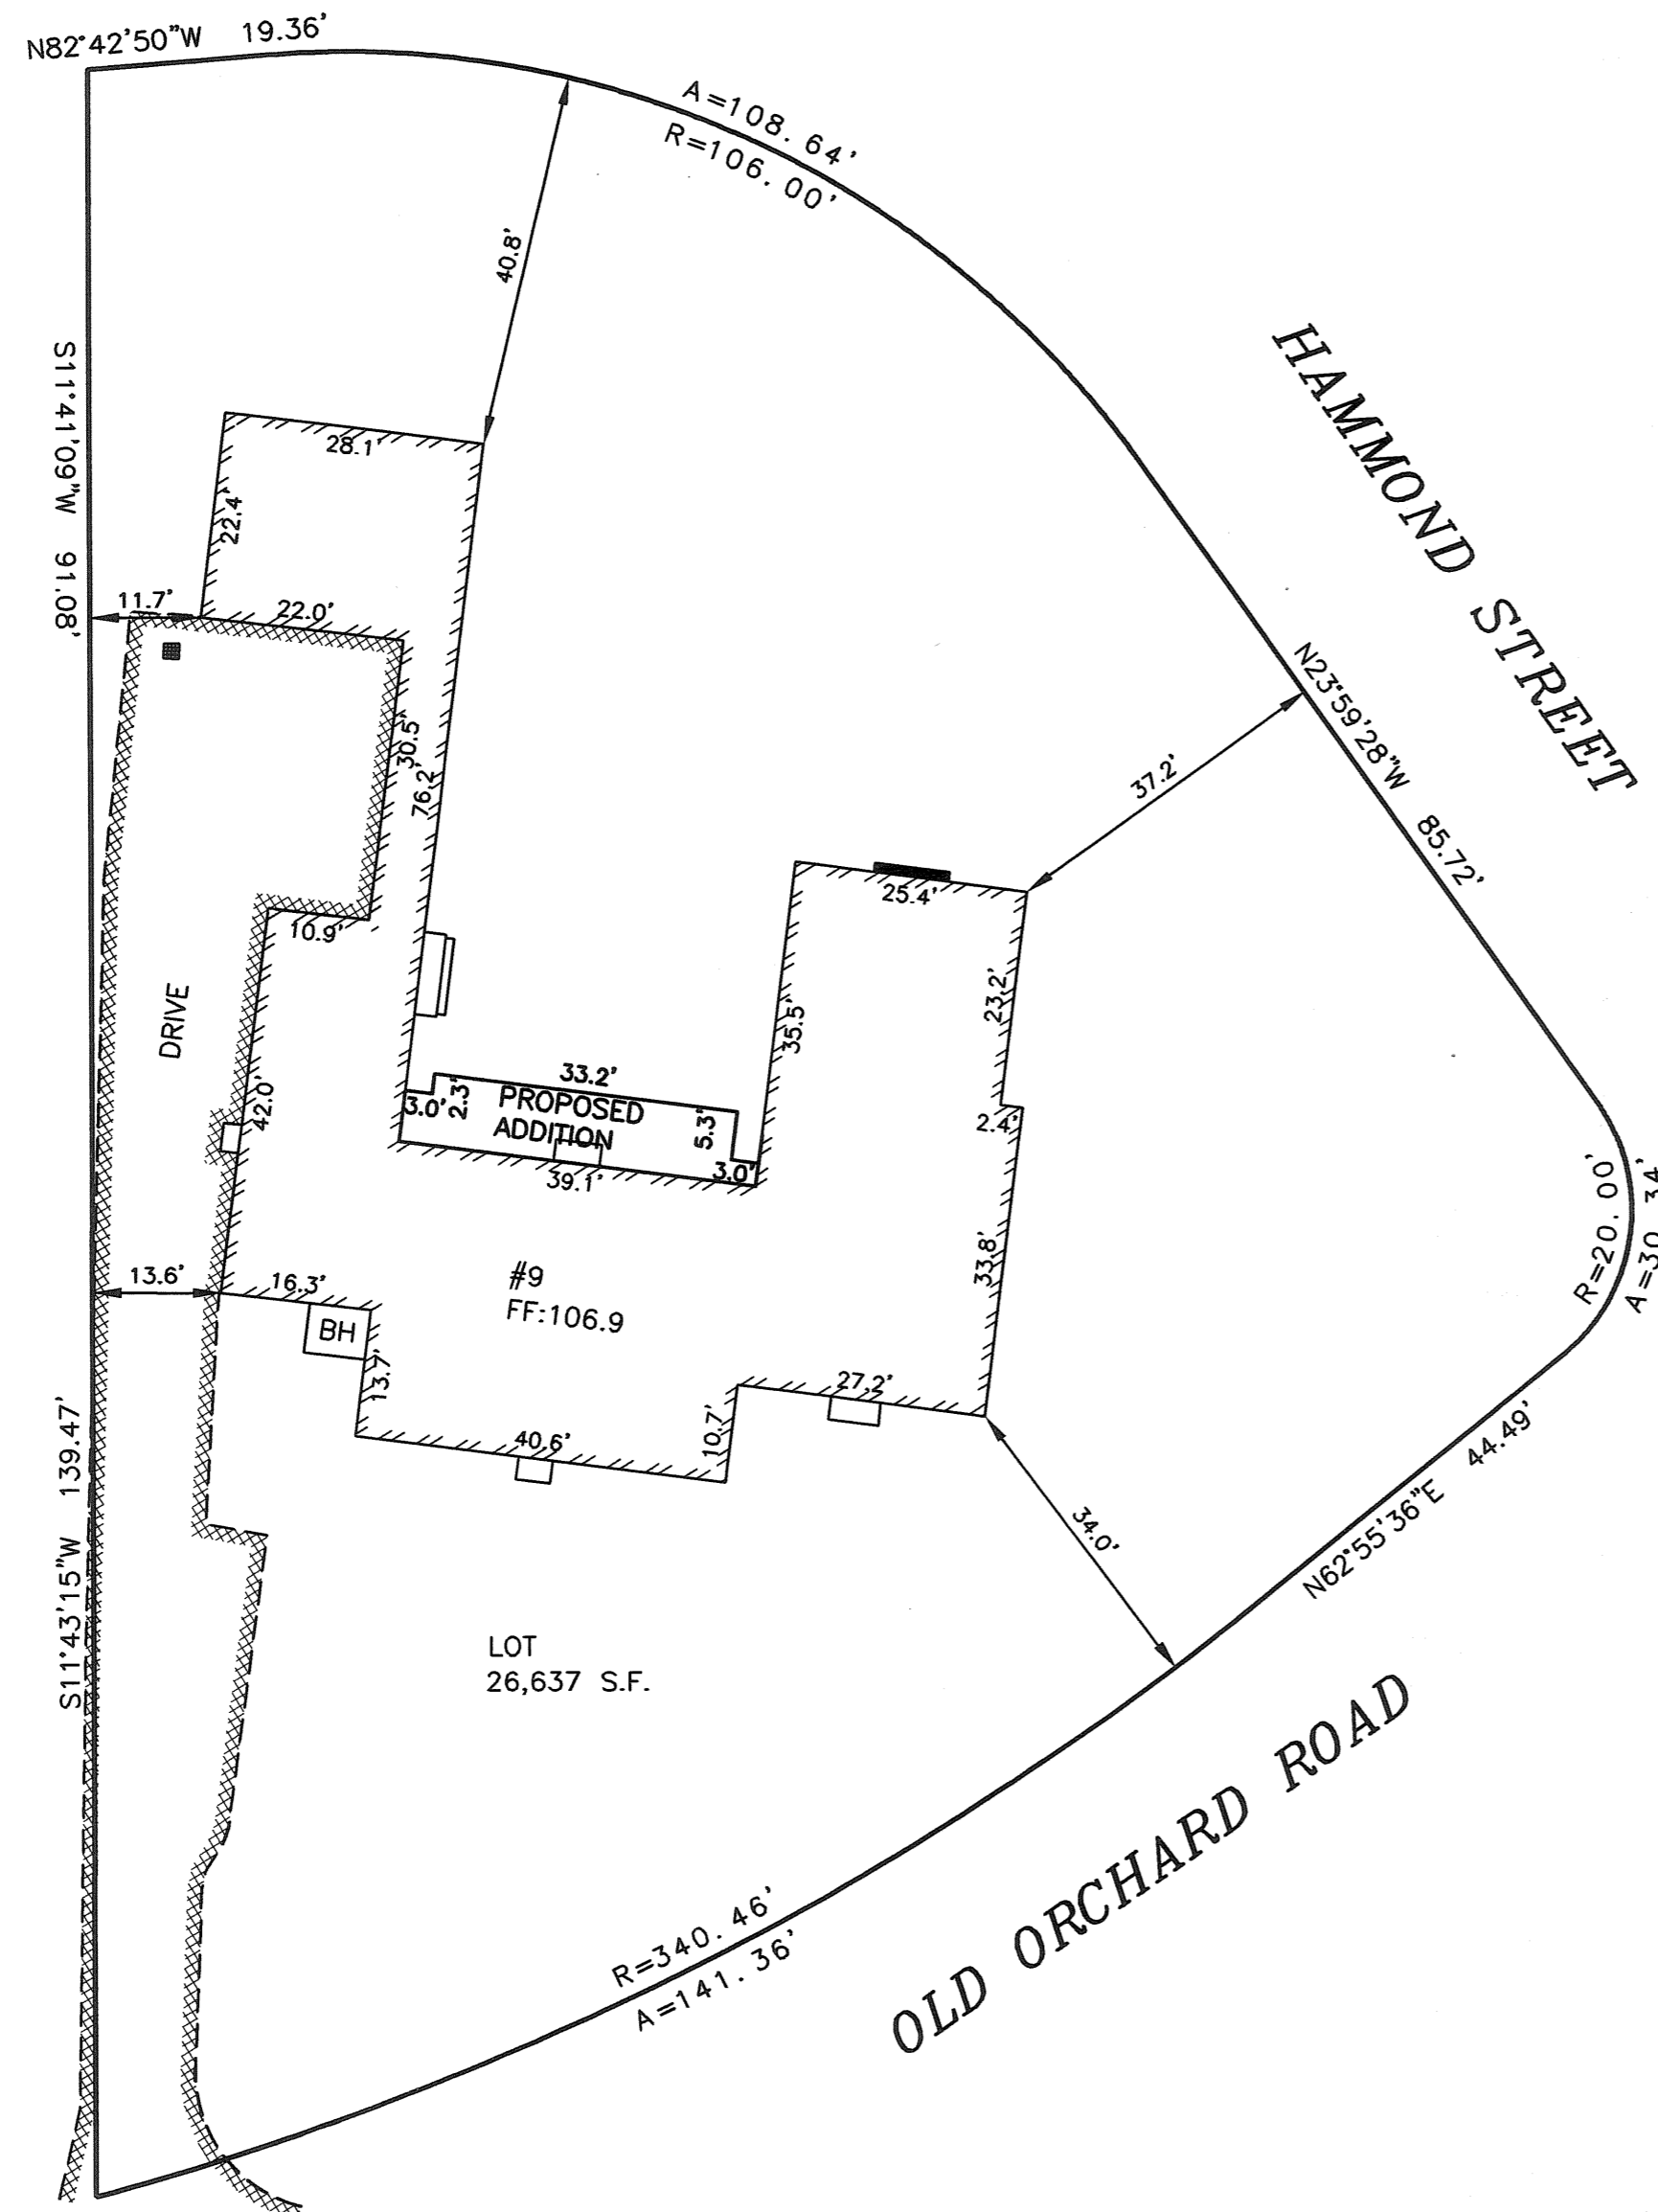 N82°42'50"W 19.36'
A=108.64'
R=106.00'
40.8'
HAMMOND STREET
S11°41'09"W 91.08'
28.1'
22.4'
11.7'
22.0'
N23°59'28"W 85.72'
30.5'
76.2'
37.2'
25.4'
10.9'
23.2'
DRIVE
35.5'
42.0'
33.2'
3.0'
2.3'
PROPOSED
ADDITION
5.3'
3.0'
2.4'
39.1'
R=20.00'
A=30.34'
13.6'
16.3'
#9
FF:106.9
33.8'
BH
13.7'
27.2'
40.6'
10.7'
S11°43'15"W 139.47'
34.0'
N62°55'36"E 44.49'
LOT
26,637 S.F.
R=340.46'
A=141.36'
OLD ORCHARD ROAD